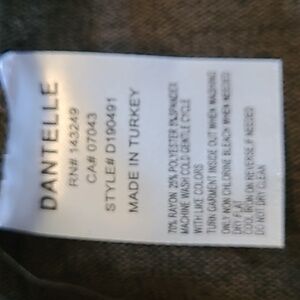 DANTELLE
RN# 143249
CA# 07043
STYLE# D190491
MADE IN TURKEY
70% RAYON 25% POLYESTER 5% SPANDEX
MACHINE WASH COLD GENTLE CYCLE
WITH LIKE COLORS
TURN GARMENT INSIDE OUT WHEN WASHING
ONLY NON CHLORINE BLEACH WHEN NEEDED
DRY FLAT
COOL IRON ON REVERSE IF NEEDED
DO NOT DRY CLEAN